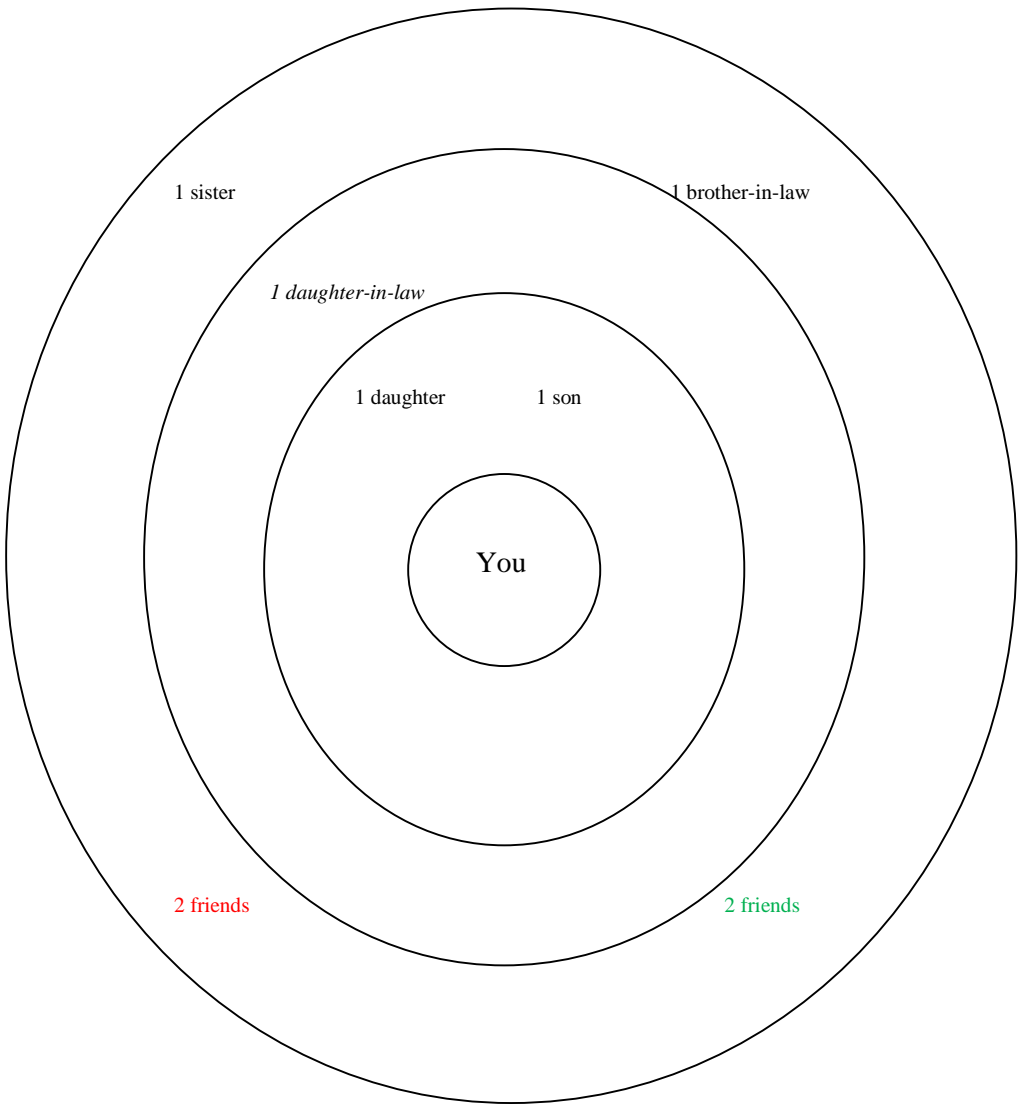 1 sister
1 brother-in-law
1 daughter-in-law
1 daughter
1 son
You
2 friends
2 friends